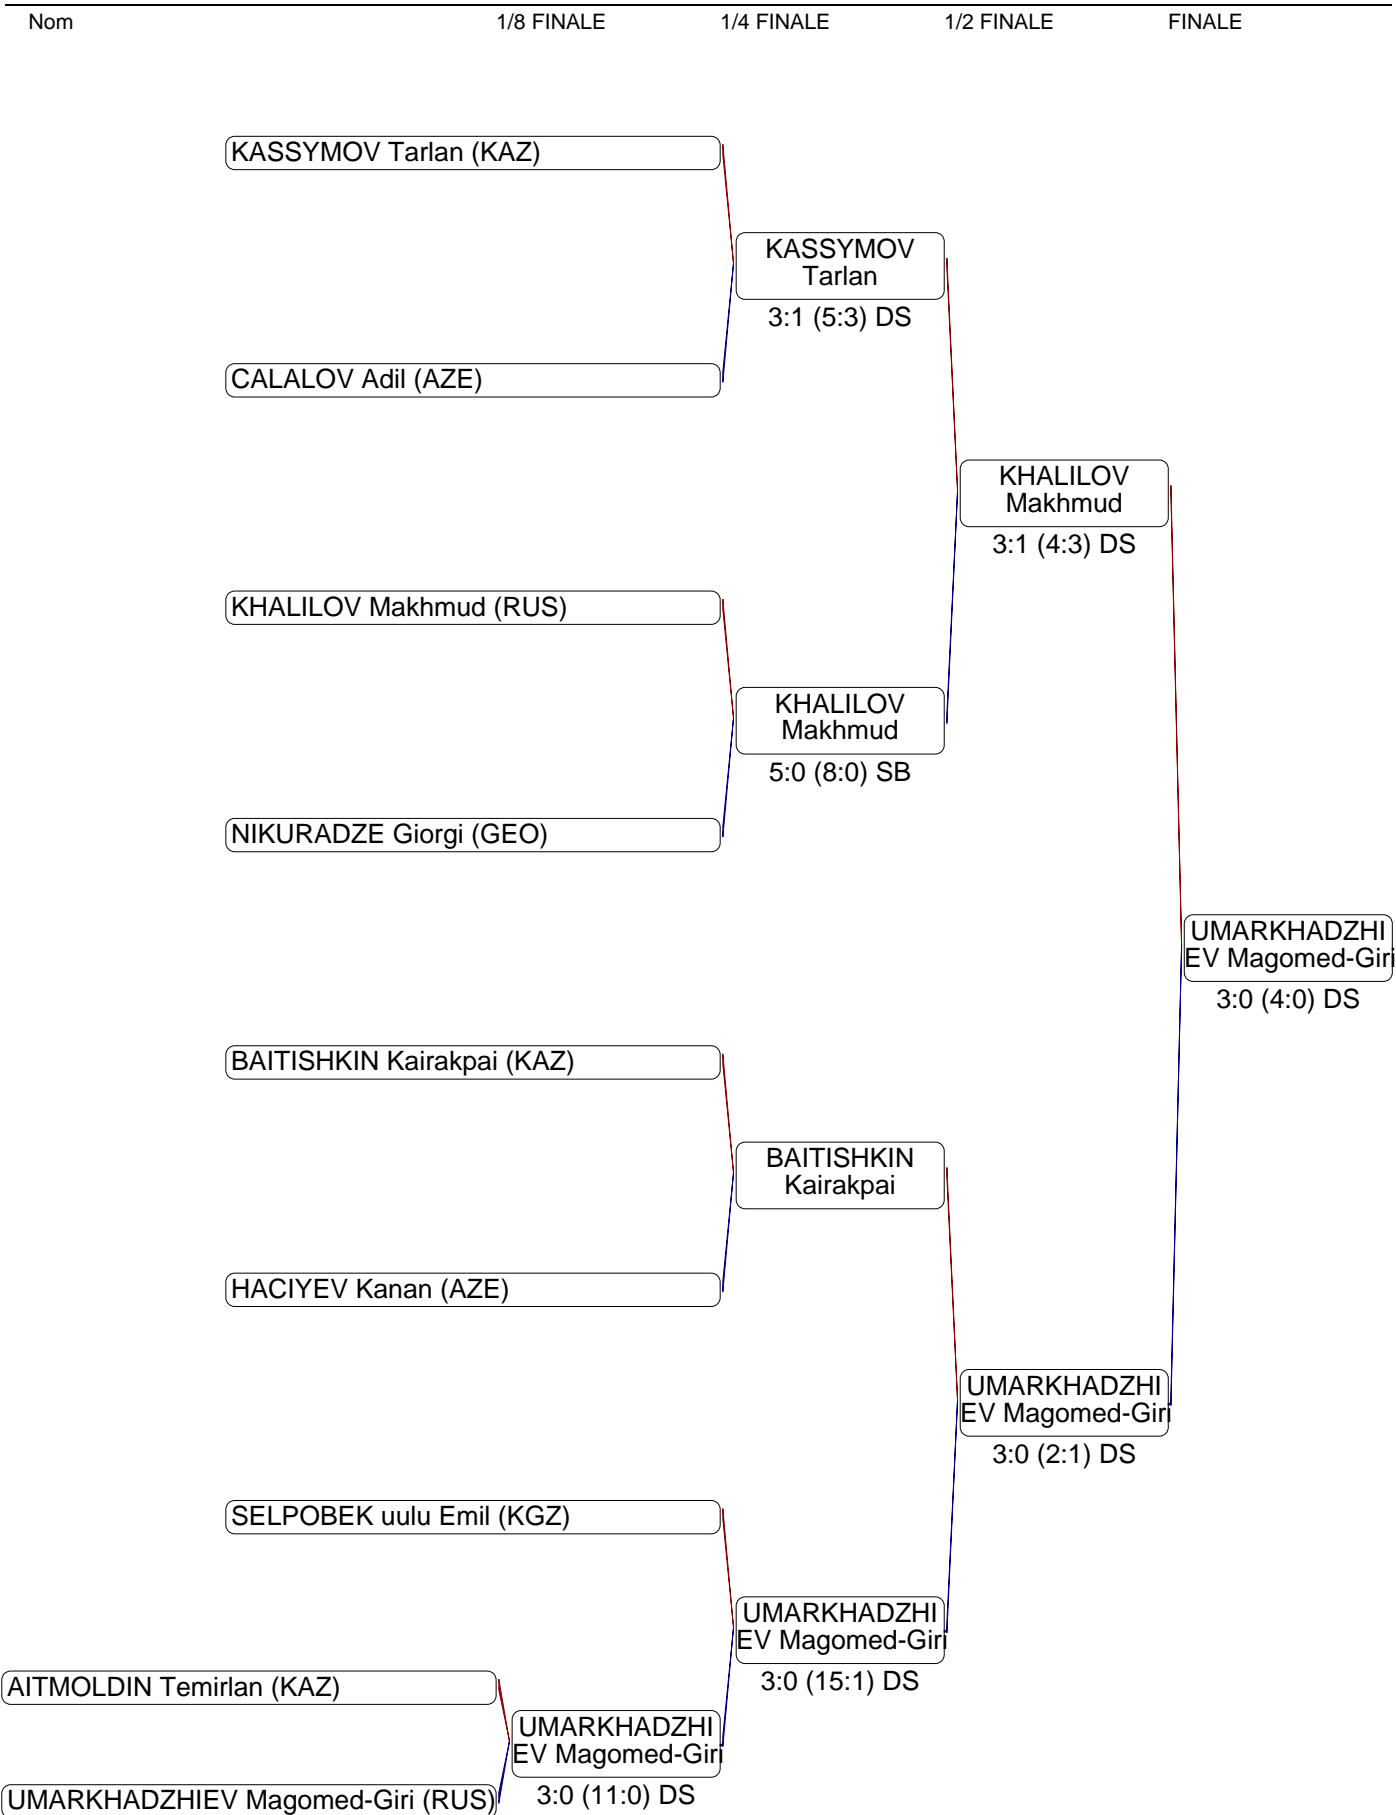 Nom 1/8 FINALE 1/4 FINALE 1/2 FINALE FINALE
KASSYMOV Tarlan (KAZ)
KASSYMOV
Tarlan
3:1 (5:3) DS
CALALOV Adil (AZE)
KHALILOV
Makhmud
3:1 (4:3) DS
KHALILOV Makhmud (RUS)
KHALILOV
Makhmud
5:0 (8:0) SB
NIKURADZE Giorgi (GEO)
UMARKHADZHI
EV Magomed-Giri
3:0 (4:0) DS
BAITISHKIN Kairakpai (KAZ)
BAITISHKIN
Kairakpai
HACIYEV Kanan (AZE)
UMARKHADZHI
EV Magomed-Giri
3:0 (2:1) DS
SELPOBEK uulu Emil (KGZ)
UMARKHADZHI
EV Magomed-Giri
3:0 (15:1) DS
AITMOLDIN Temirlan (KAZ)
UMARKHADZHI
EV Magomed-Giri
3:0 (11:0) DS
UMARKHADZHIEV Magomed-Giri (RUS)